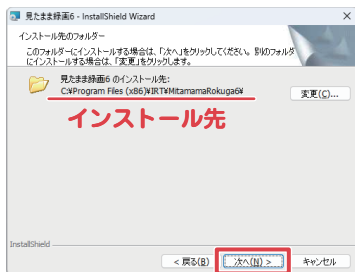 見たまま録画6 - InstallShield Wizard
インストール先のフォルダー
このフォルダーにインストールする場合は、「次へ」をクリックしてください。別のフォルダーにインストールする場合は、「変更」をクリックします。
見たまま録画6 のインストール先:
C:¥Program Files (x86)¥IRT¥MitamamaRokuga6¥
変更(C)...
インストール先
InstallShield
< 戻る(B)
次へ(N) >
キャンセル